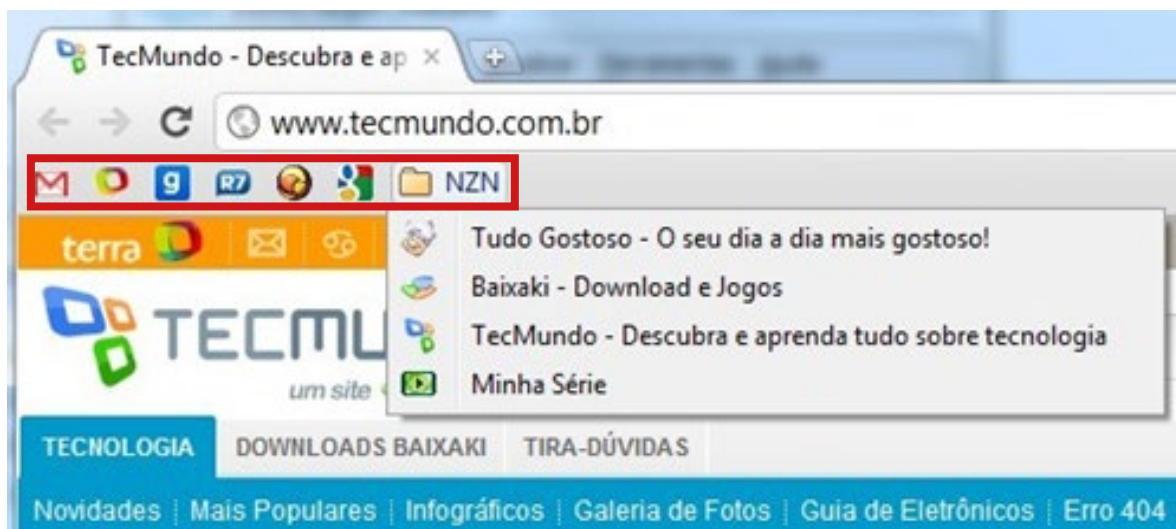 TecMundo - Descubra e ap
www.tecmundo.com.br
g R7 NZN
terra
Tudo Gostoso - O seu dia a dia mais gostoso!
Baixaki - Download e Jogos
TECMU
TecMundo - Descubra e aprenda tudo sobre tecnologia
um site
Minha Série
TECNOLOGIA DOWNLOADS BAIXAKI TIRA-DÚVIDAS
Novidades | Mais Populares | Infográficos | Galeria de Fotos | Guia de Eletrônicos | Erro 404